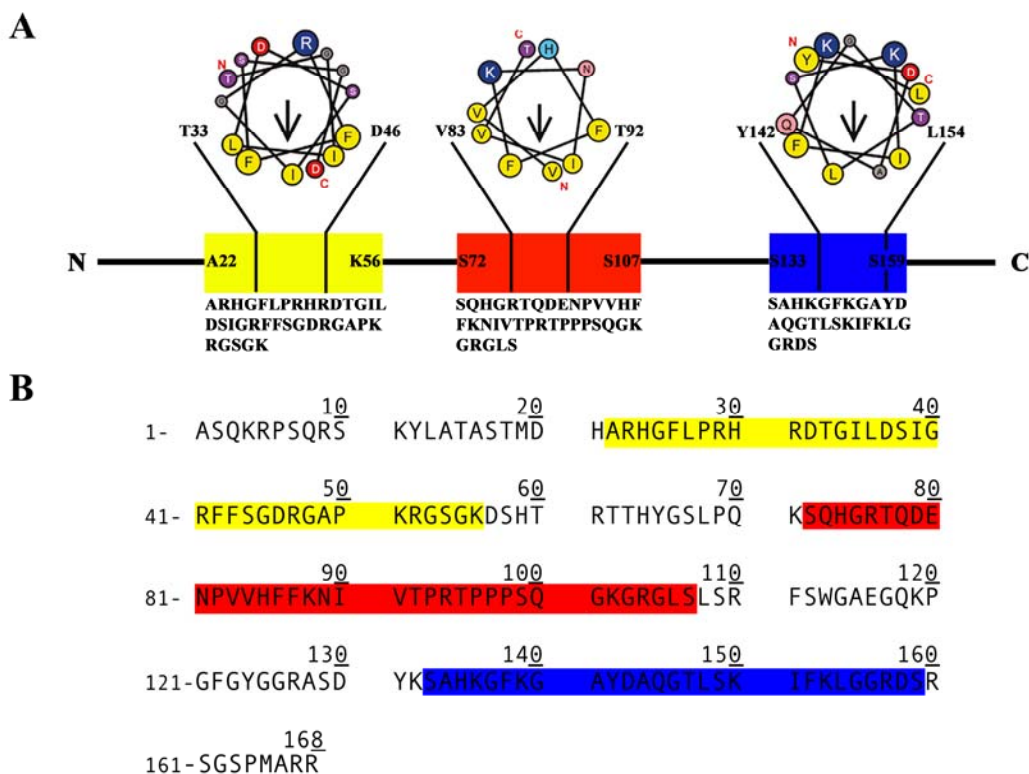 A
D R
S G
N G
T S
G
L F
F I
I D
C
C T H
K N
V
V F
F I
V N
N K G K
Y D C
S L
Q T
F I
L A
T33 D46 V83 T92 Y142 L154
N A22 K56 S72 S107 S133 S159 C
ARHGFLPRHRDTGIL SQHGRTQDENPVVHF SAHKGFKGAYD
DSIGRFFSGDRGAPK FKNIVTPRTPPPSQGK AQGTLSKIFKLG
RGSGK GRGLS GRDS
B
10 20 30 40
1- ASQKRPSQRS KYLATASTMD HARHGFLPRH RDTGILDSIG
50 60 70 80
41- RFFSGDRGAP KRGSGKDSHT RTTHYGSLPQ KSQHGRTQDE
90 100 110 120
81- NPVVHFFKNI VTPRTPPPSQ GKGRGLSLSR FSWGAEGQKP
130 140 150 160
121-GFGYGGRASD YKSAHKGFKG AYDAQGTLSK IFKLGGRDSR
168
161-SGSPMARR